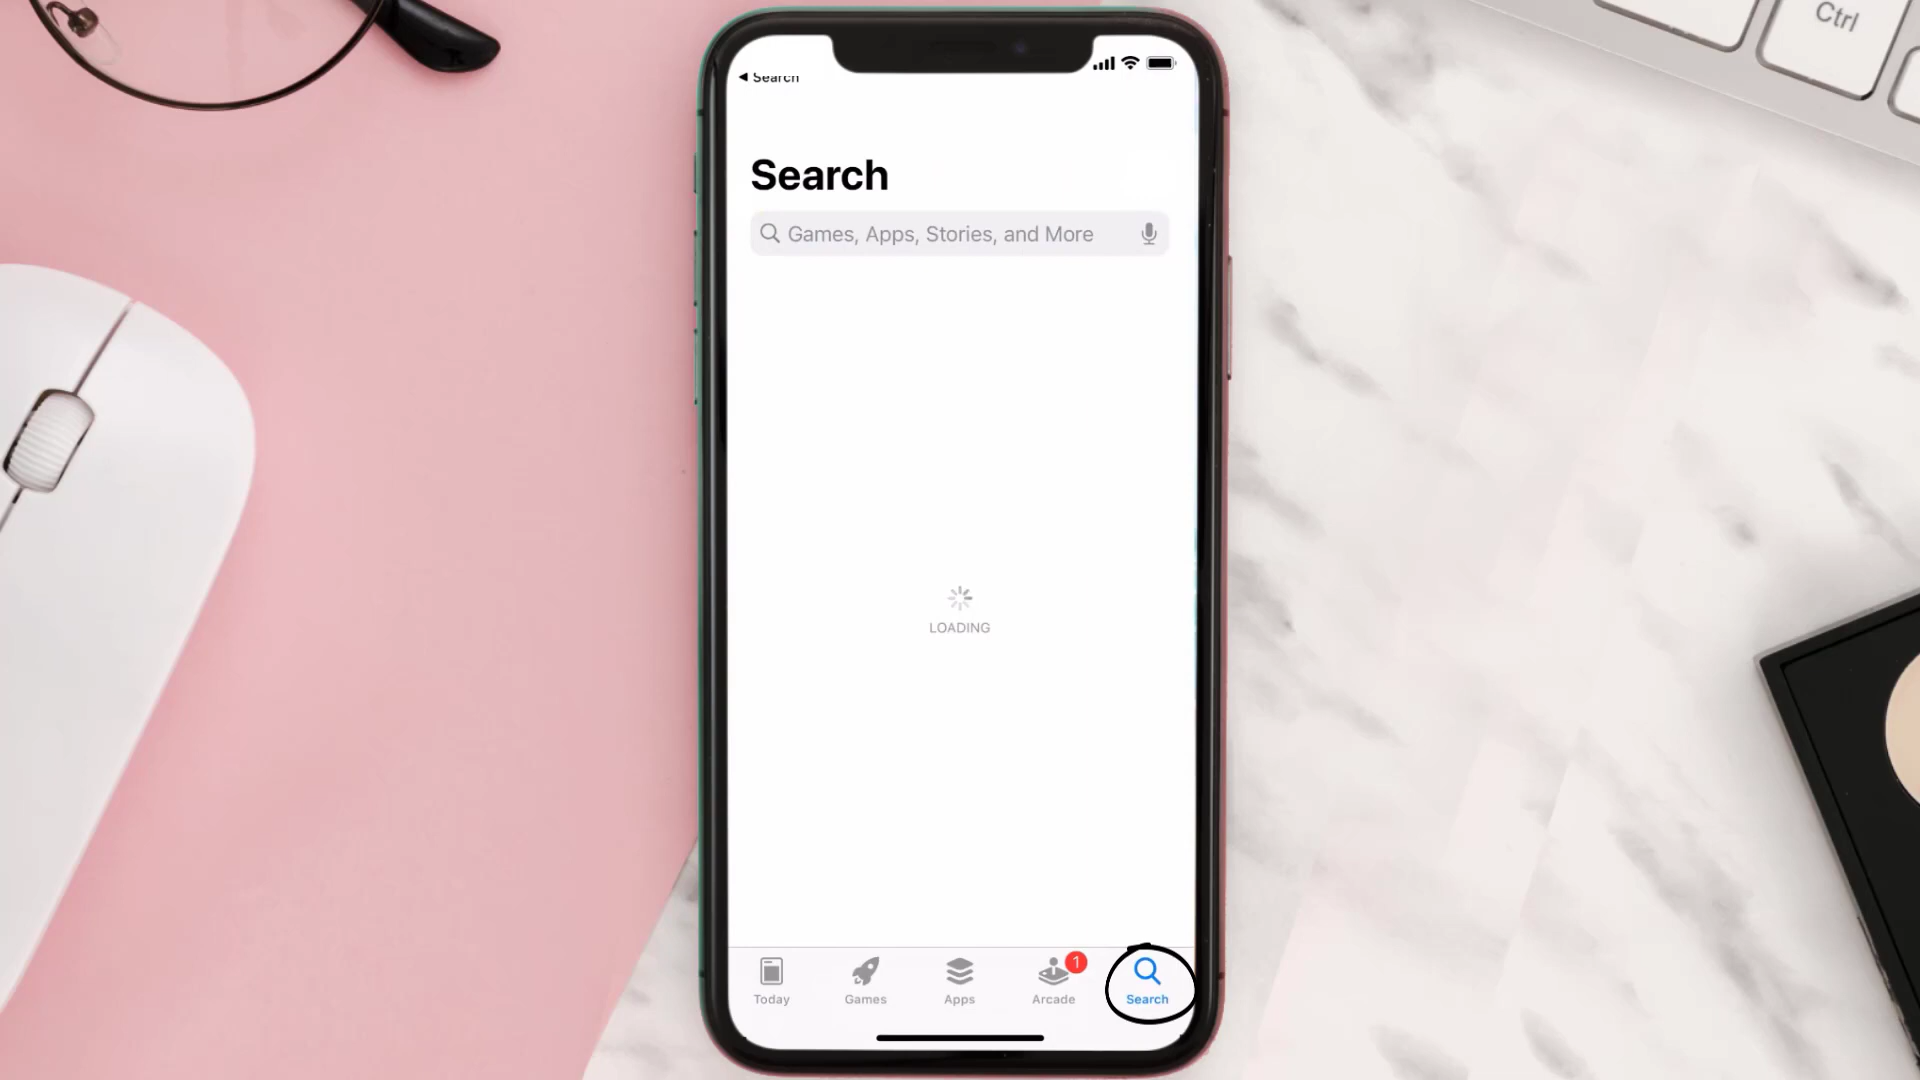 Ctrl
Search
Search
Games, Apps, Stories, and More
LOADING
1
Today
Games
Apps
Arcade
Search